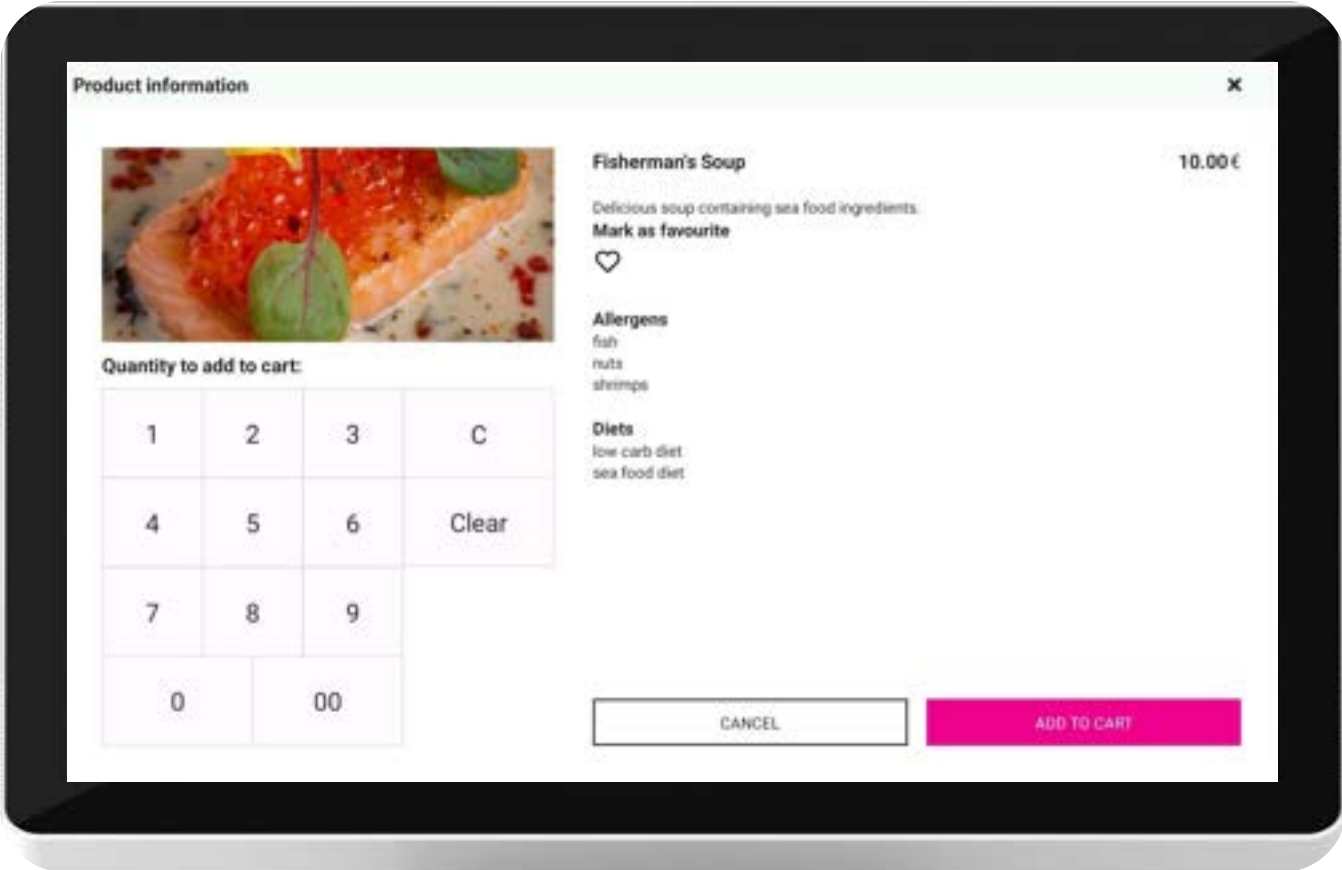 Product information
Fisherman's Soup
10.00€
Delicious soup containing sea food ingredients.
Mark as favourite
Allergens
fish
nuts
shrimps
Diets
low carb diet
sea food diet
Quantity to add to cart:
1 2 3 C
4 5 6 Clear
7 8 9
0 00
CANCEL
ADD TO CART